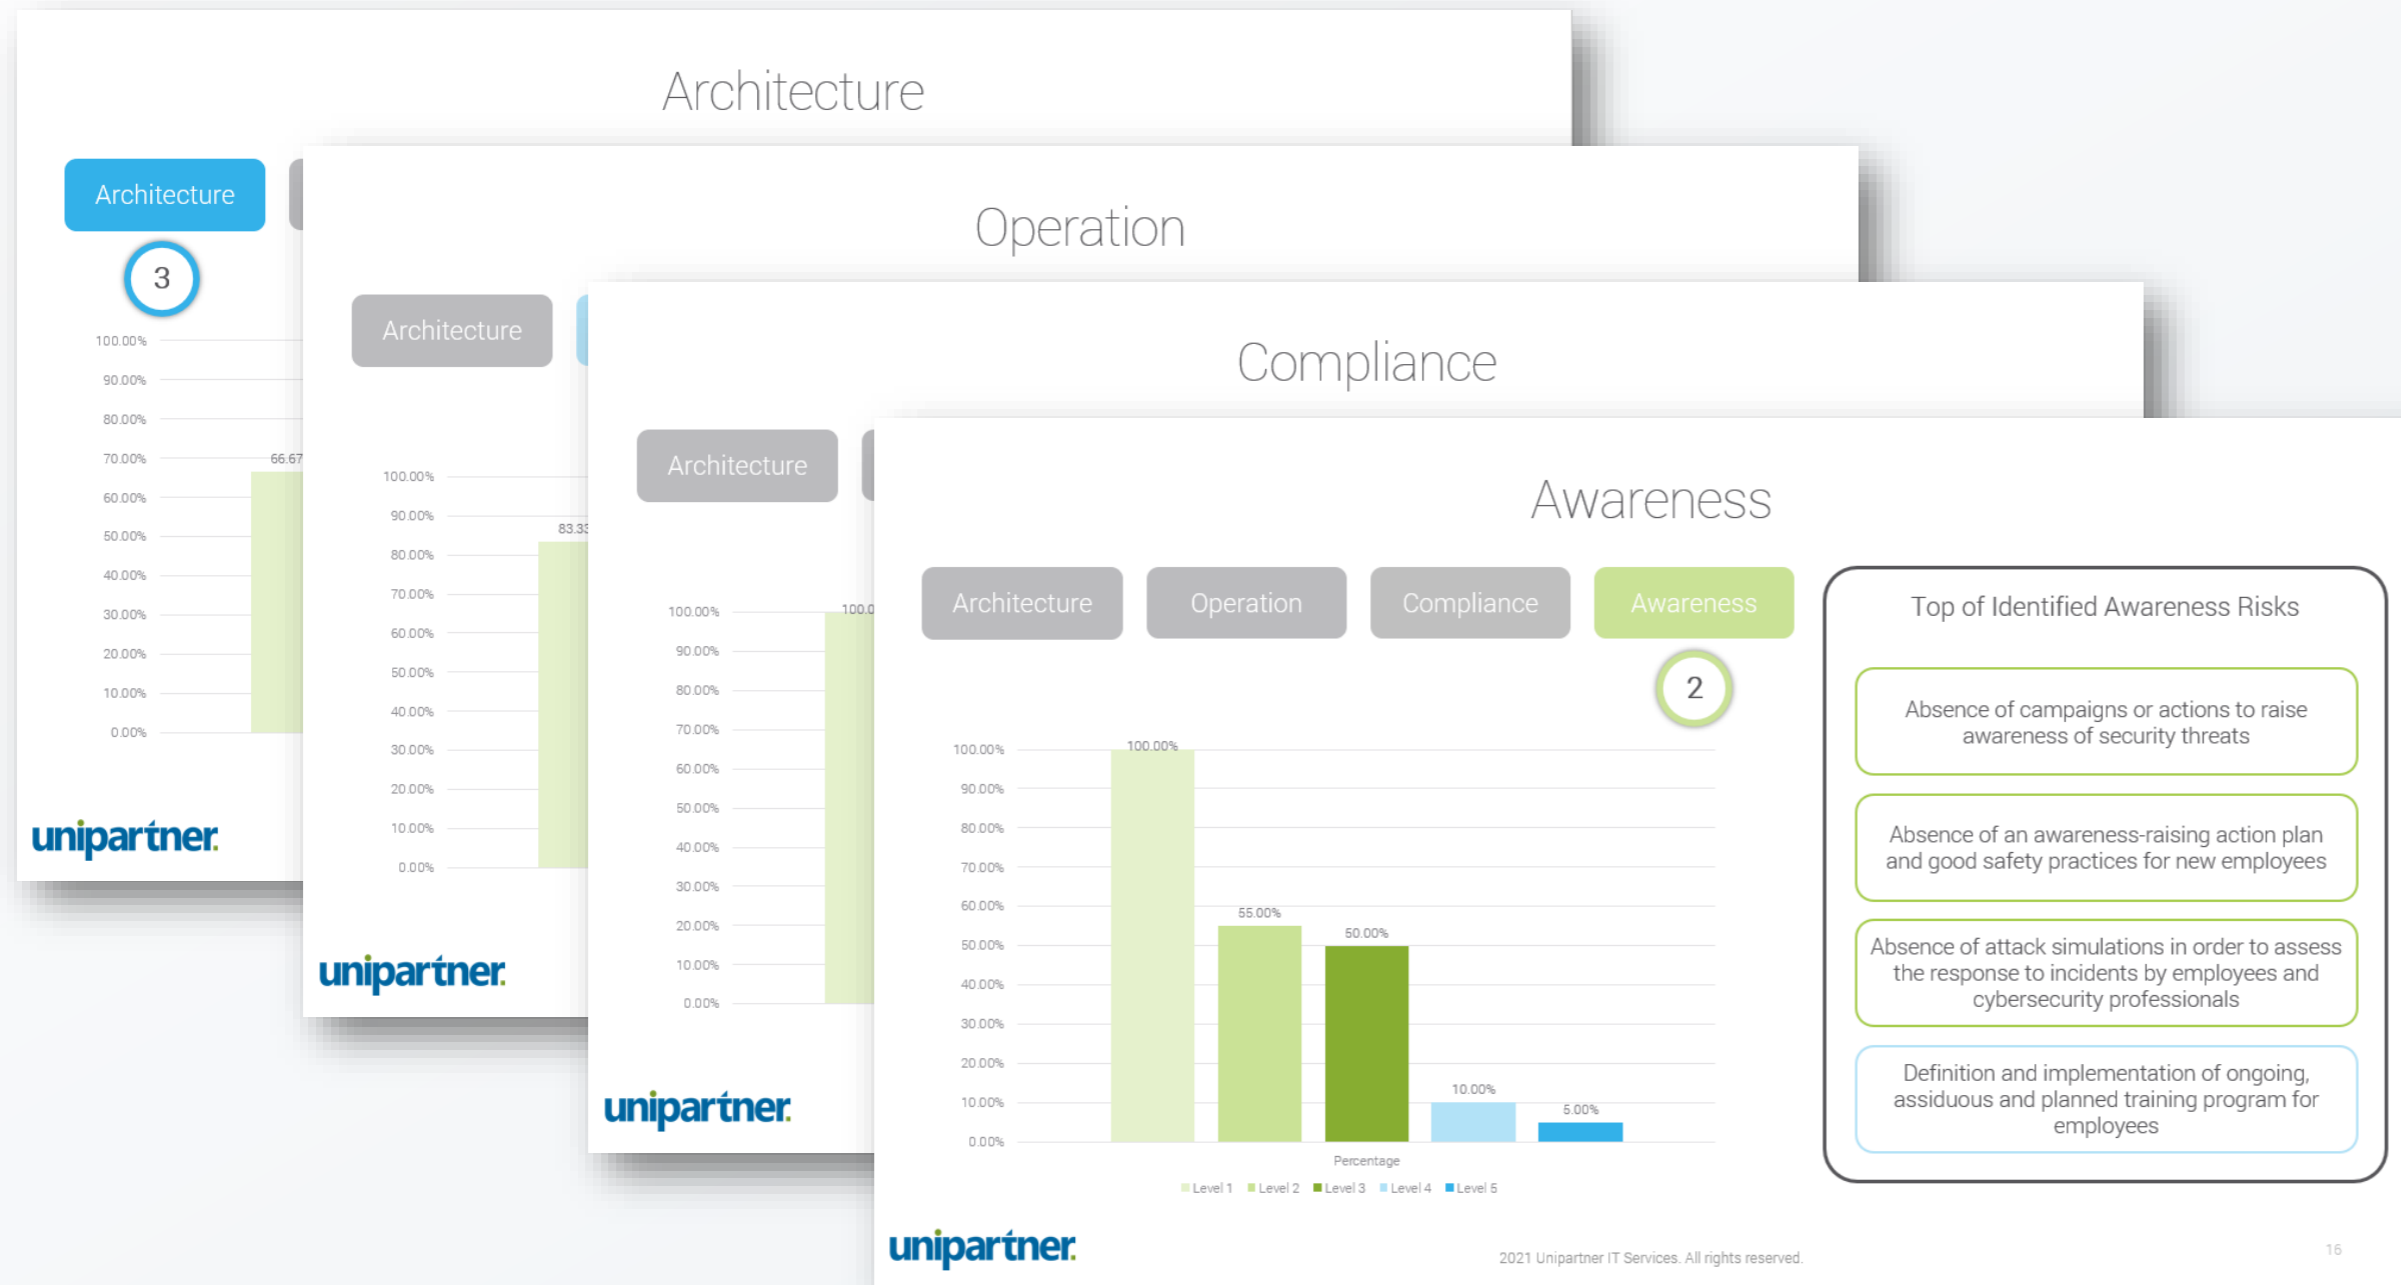 Architecture
Architecture
3
100.00%
90.00%
80.00%
70.00%
60.00%
50.00%
40.00%
30.00%
20.00%
10.00%
0.00%
66.67
unipartner.
Operation
Architecture
100.00%
90.00%
80.00%
70.00%
60.00%
50.00%
40.00%
30.00%
20.00%
10.00%
0.00%
83.33
unipartner.
Compliance
Architecture
100.00%
90.00%
80.00%
70.00%
60.00%
50.00%
40.00%
30.00%
20.00%
10.00%
0.00%
100.0
unipartner.
Awareness
Architecture
Operation
Compliance
Awareness
2
100.00%
90.00%
80.00%
70.00%
60.00%
50.00%
40.00%
30.00%
20.00%
10.00%
0.00%
100.00%
55.00%
50.00%
10.00%
5.00%
Percentage
Level 1 Level 2 Level 3 Level 4 Level 5
Top of Identified Awareness Risks
Absence of campaigns or actions to raise
awareness of security threats
Absence of an awareness-raising action plan
and good safety practices for new employees
Absence of attack simulations in order to assess
the response to incidents by employees and
cybersecurity professionals
Definition and implementation of ongoing,
assiduous and planned training program for
employees
unipartner.
2021 Unipartner IT Services. All rights reserved.
16